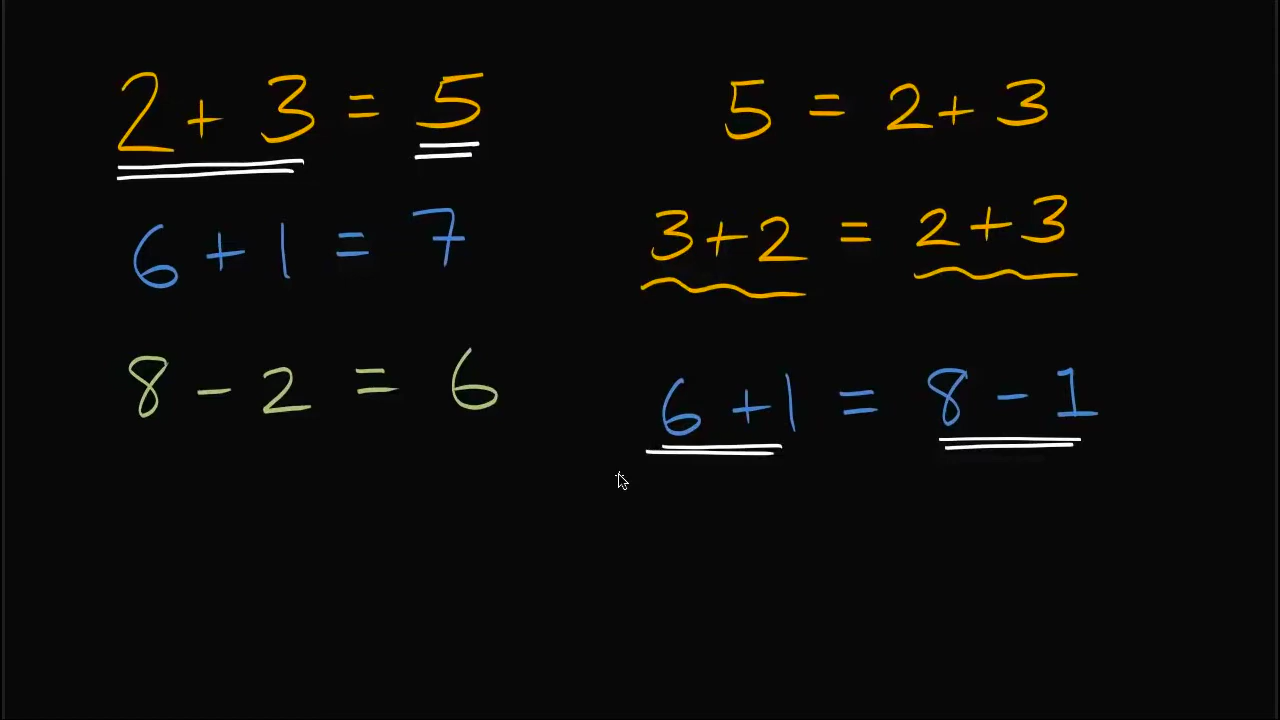 2 + 3 = 5
6 + 1 = 7
8 - 2 = 6
5 = 2 + 3
3 + 2 = 2 + 3
6 + 1 = 8 - 1